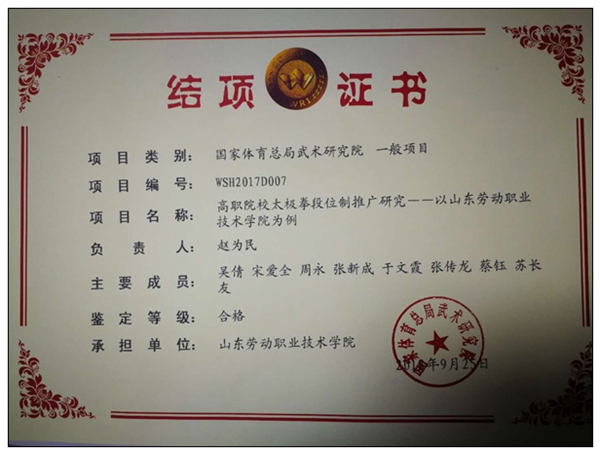 结项证书
项目类别：国家体育总局武术研究院 一般项目
项目编号：WSH2017D007
项目名称：高职院校太极拳段位制推广研究——以山东劳动职业
技术学院为例
负责人：赵为民
主要成员：吴倩 宋爱全 周永 张新成 于文霞 张传龙 蔡钰 苏长
友
鉴定等级：合格
承担单位：山东劳动职业技术学院
国家体育总局武术研究院
年9月25日